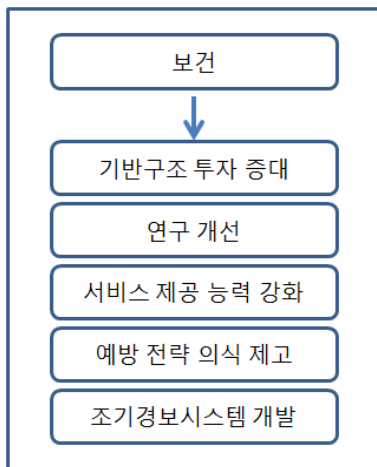 보건
기반구조 투자 증대
연구 개선
서비스 제공 능력 강화
예방 전략 의식 제고
조기경보시스템 개발